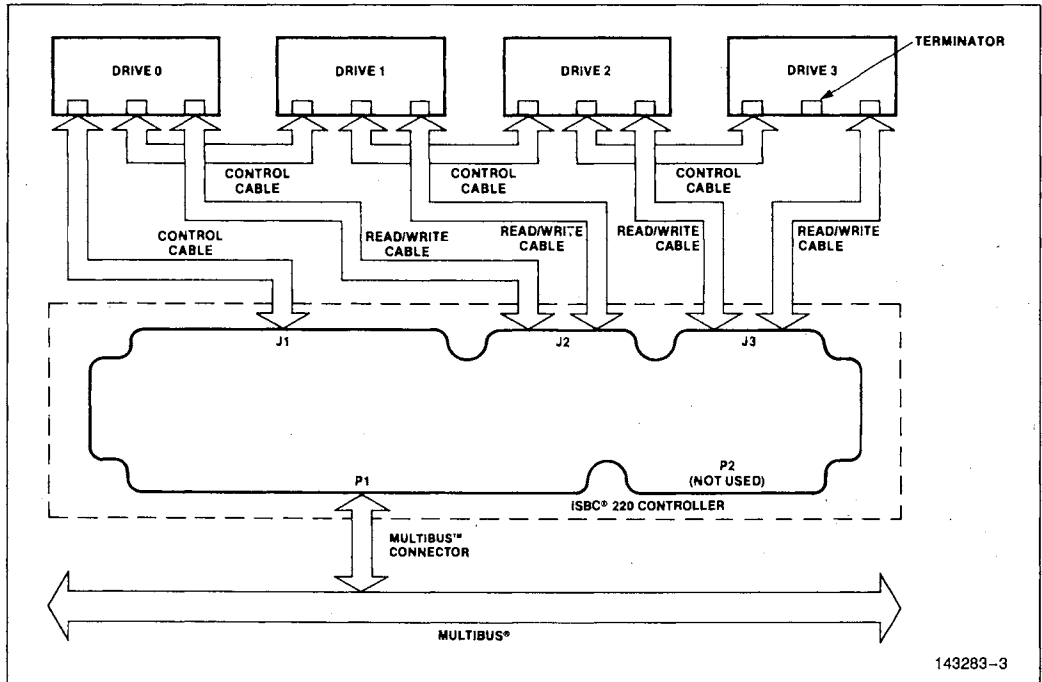 DRIVE 0
DRIVE 1
DRIVE 2
DRIVE 3
TERMINATOR
CONTROL
CABLE
CONTROL
CABLE
CONTROL
CABLE
CONTROL
CABLE
READ/WRITE
CABLE
READ/WRITE
CABLE
READ/WRITE
CABLE
READ/WRITE
CABLE
J1
J2
J3
P1
P2
(NOT USED)
iSBC® 220 CONTROLLER
MULTIBUS™
CONNECTOR
MULTIBUS®
143283–3